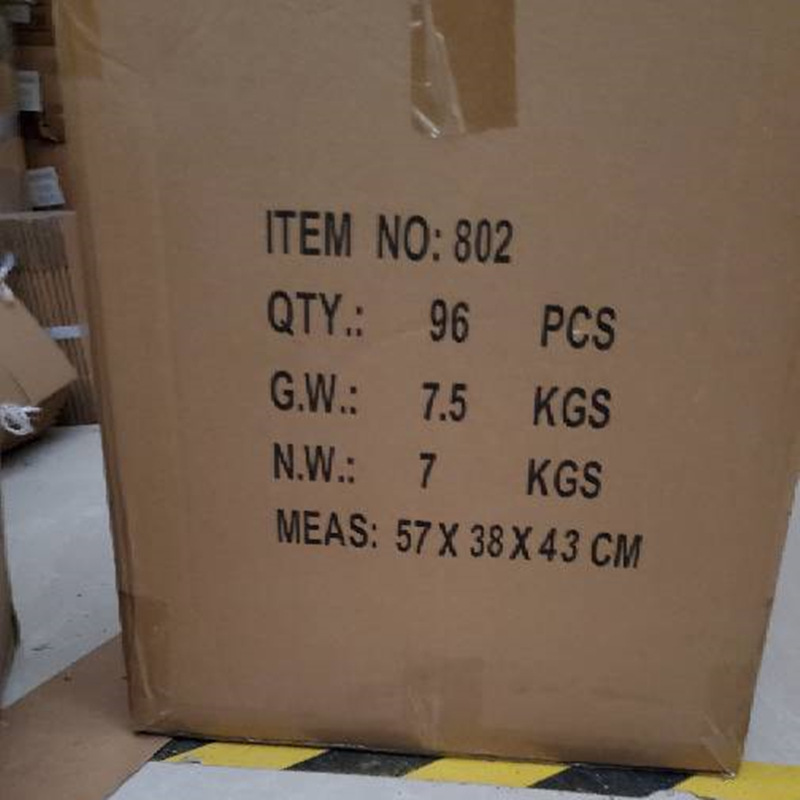 ITEM NO: 802
QTY.: 96 PCS
G.W.: 7.5 KGS
N.W.: 7 KGS
MEAS: 57 X 38 X 43 CM